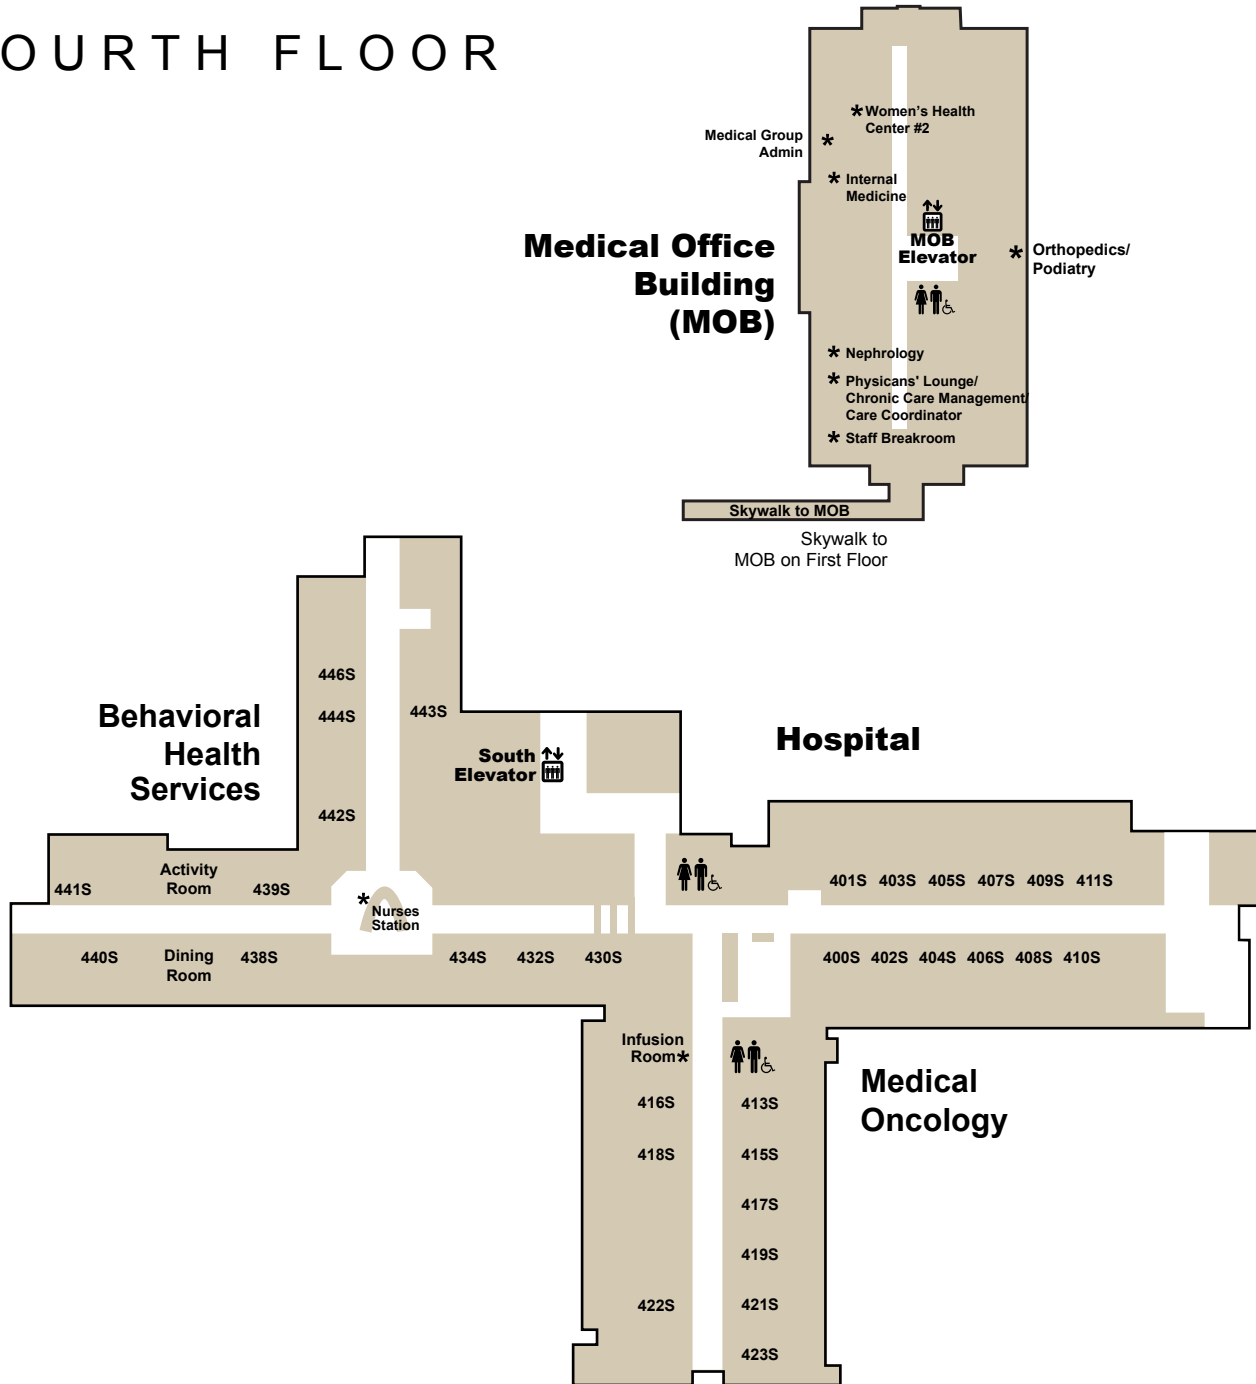 OURTH FLOOR
Women's Health
Center #2
Medical Group
Admin
Internal
Medicine
MOB
Elevator
Orthopedics/
Podiatry
Medical Office
Building
(MOB)
Nephrology
Physicans' Lounge/
Chronic Care Management/
Care Coordinator
Staff Breakroom
Skywalk to MOB
Skywalk to
MOB on First Floor
446S
444S
443S
Behavioral
Health
Services
South
Elevator
Hospital
442S
441S
Activity
Room
439S
Nurses
Station
401S 403S 405S 407S 409S 411S
440S
Dining
Room
438S
434S 432S 430S
400S 402S 404S 406S 408S 410S
Infusion
Room
Medical
Oncology
416S 413S
418S 415S
417S
419S
422S 421S
423S